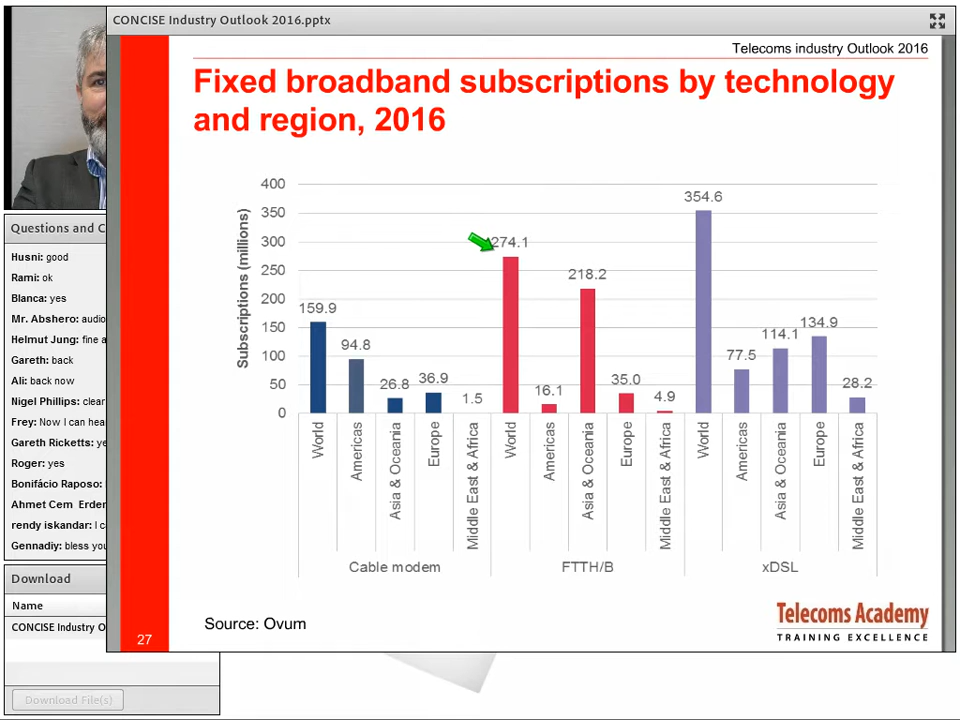 CONCISE Industry Outlook 2016.pptx
Telecoms industry Outlook 2016
Fixed broadband subscriptions by technology
and region, 2016
Subscriptions (millions)
400
350
300
250
200
150
100
50
0
159.9
94.8
26.8
36.9
1.5
274.1
16.1
218.2
35.0
4.9
354.6
77.5
114.1
134.9
28.2
World
Americas
Asia & Oceania
Europe
Middle East & Africa
World
Americas
Asia & Oceania
Europe
Middle East & Africa
World
Americas
Asia & Oceania
Europe
Middle East & Africa
Cable modem
FTTH/B
xDSL
Source: Ovum
27
Telecoms Academy
TRAINING EXCELLENCE
Questions and C
Husni: good
Rami: ok
Blanca: yes
Mr. Abshero: audio
Helmut Jung: fine a
Gareth: back
Ali: back now
Nigel Phillips: clear
Frey: Now I can hea
Gareth Ricketts: ye
Roger: yes
Bonifácio Raposo:
Ahmet Cem Erder
rendy iskandar: I ca
Gennadiy: bless you
Download
Name
CONCISE Industry O
Download File(s)